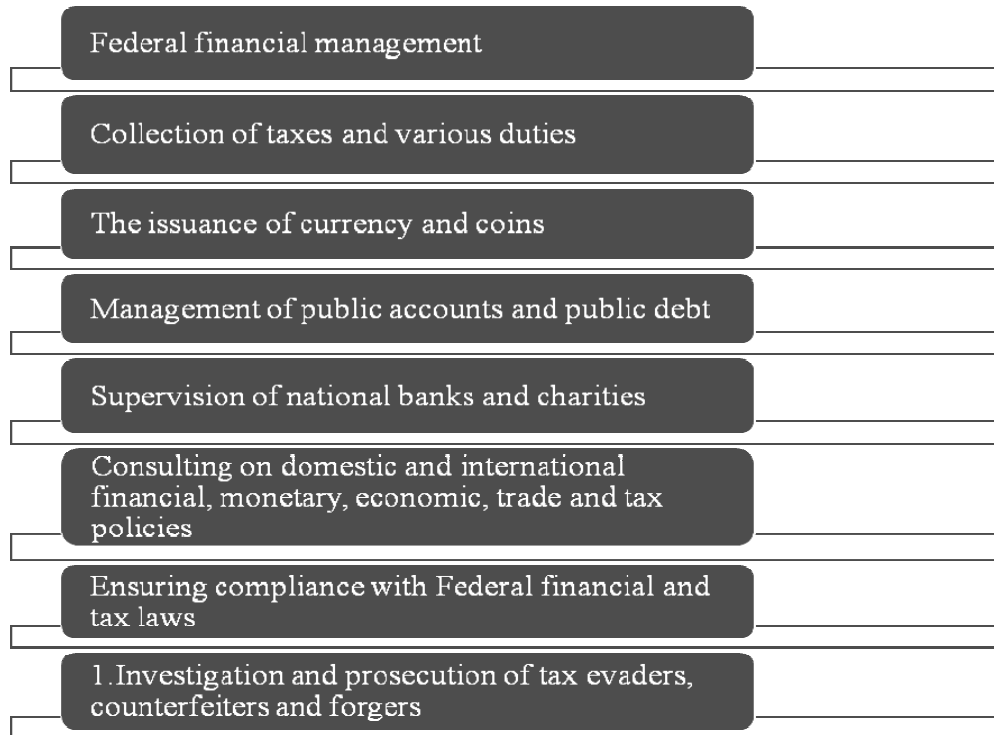 Federal financial management
Collection of taxes and various duties
The issuance of currency and coins
Management of public accounts and public debt
Supervision of national banks and charities
Consulting on domestic and international
financial, monetary, economic, trade and tax
policies
Ensuring compliance with Federal financial and
tax laws
1.Investigation and prosecution of tax evaders,
counterfeiters and forgers